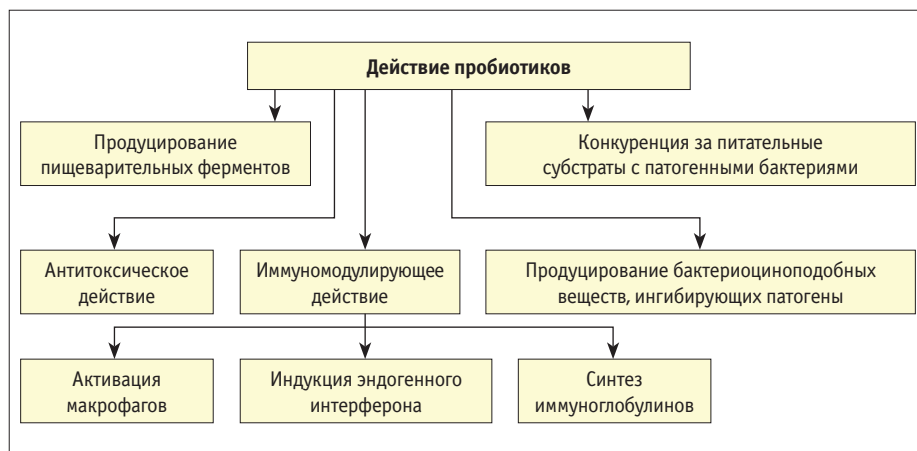 Действие пробиотиков
Продуцирование
пищеварительных ферментов
Конкуренция за питательные
субстраты с патогенными бактериями
Антитоксическое
действие
Иммуномодулирующее
действие
Продуцирование бактериоциноподобных
веществ, ингибирующих патогены
Активация
макрофагов
Индукция эндогенного
интерферона
Синтез
иммуноглобулинов